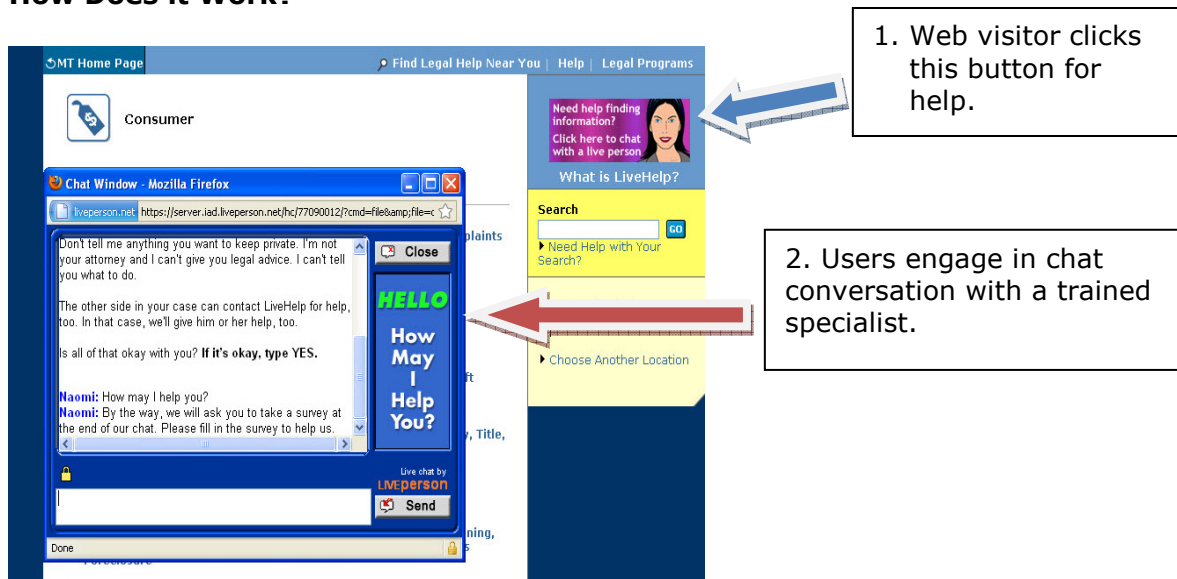 How Does it Work?
MT Home Page
Find Legal Help Near You | Help | Legal Programs
Consumer
Need help finding
information?
Click here to chat
with a live person
What is LiveHelp?
Search
GO
Need Help with Your
Search?
Choose Another Location
Chat Window - Mozilla Firefox
liveperson.net https://server.iad.liveperson.net/hc/77090012/?cmd=file&amp;file=c
Don't tell me anything you want to keep private. I'm not
your attorney and I can't give you legal advice. I can't tell
you what to do.
The other side in your case can contact LiveHelp for help,
too. In that case, we'll give him or her help, too.
Is all of that okay with you? If it's okay, type YES.
Naomi: How may I help you?
Naomi: By the way, we will ask you to take a survey at
the end of our chat. Please fill in the survey to help us.
Close
HELLO
How
May
I
Help
You?
Live chat by
LIVEperson
Send
Done
plaints
ft
y, Title,
ning,
s
1. Web visitor clicks
this button for
help.
2. Users engage in chat
conversation with a trained
specialist.